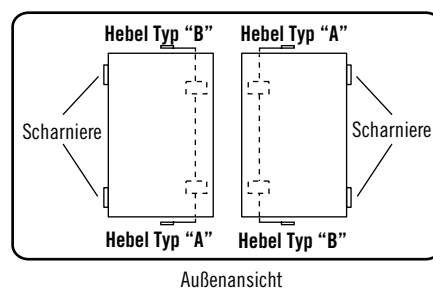 Hebel Typ “B”
Hebel Typ “A”
Scharniere
Scharniere
Hebel Typ “A”
Hebel Typ “B”
Außenansicht